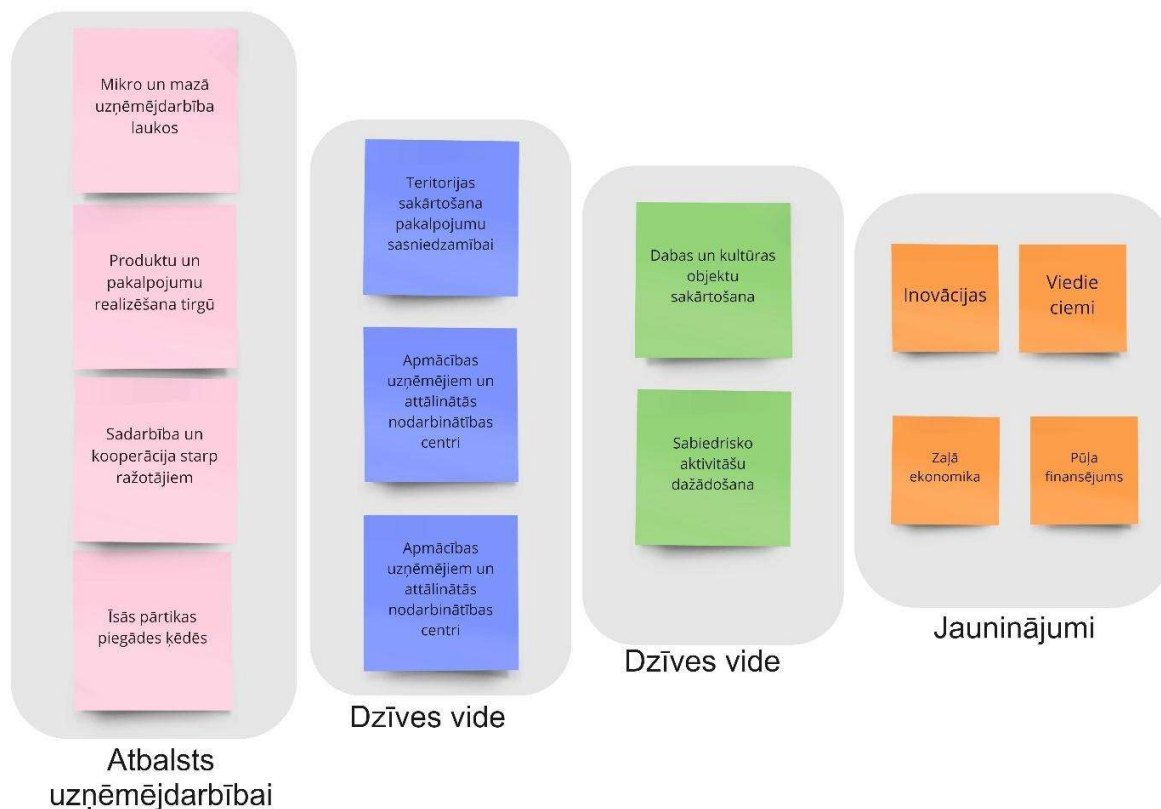 Mikro un mazā
uzņēmējdarbība
laukos
Produktu un
pakalpojumu
realizēšana tirgū
Sadarbība un
kooperācija starp
ražotājiem
Īsās pārtikas
piegādes ķēdēs
Atbalsts
uzņēmējdarbībai
Teritorijas
sakārtošana
pakalpojumu
sasniedzamībai
Apmācības
uzņēmējiem un
attālinātās
nodarbinātības
centri
Apmācības
uzņēmējiem un
attālinātās
nodarbinātības
centri
Dzīves vide
Dabas un kultūras
objektu
sakārtošana
Sabiedrisko
aktivitāšu
dažādošana
Dzīves vide
Inovācijas
Viedie
ciemi
Zaļā
ekonomika
Pūļa
finansējums
Jauninājumi